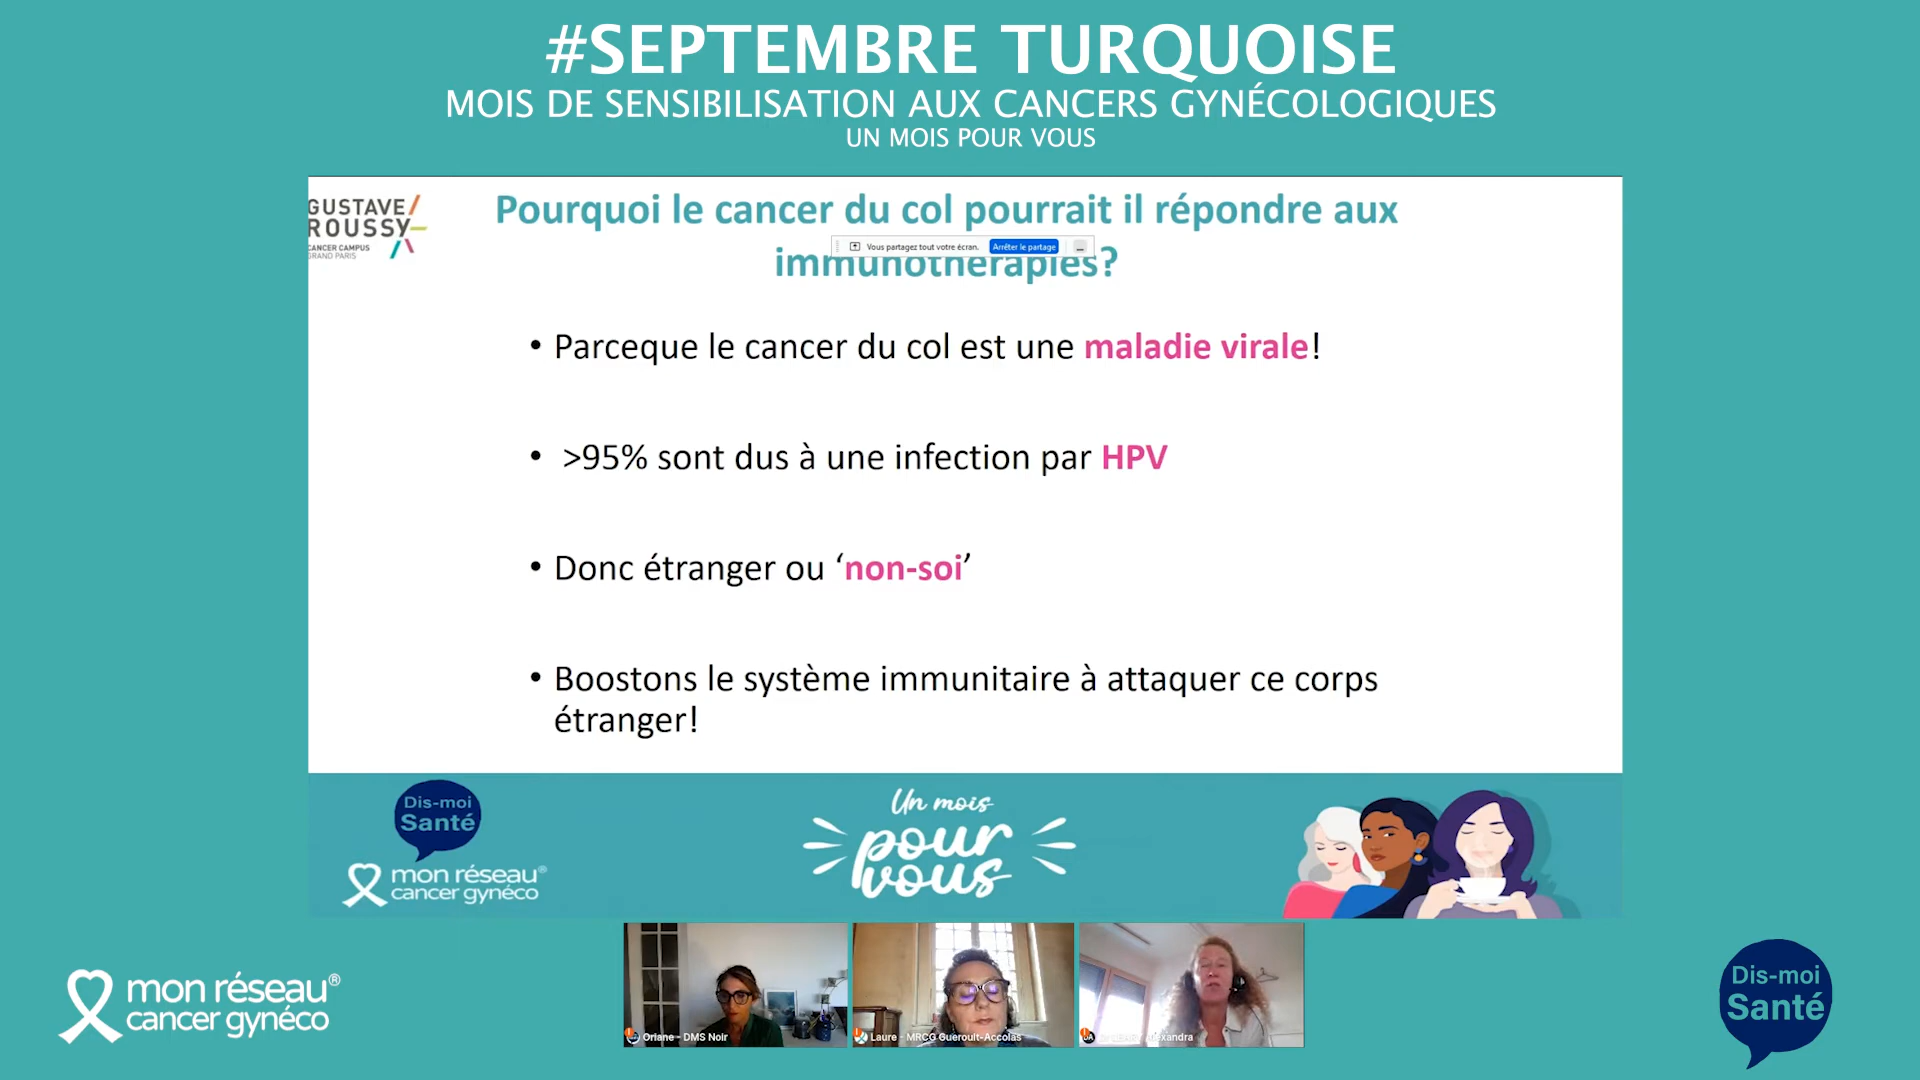 #SEPTEMBRE TURQUOISE
MOIS DE SENSIBILISATION AUX CANCERS GYNÉCOLOGIQUES
UN MOIS POUR VOUS
GUSTAVE
ROUSSY
CANCER CAMPUS
GRAND PARIS
Pourquoi le cancer du col pourrait il répondre aux
Vous partagez tout votre écran. Arrêter le partage
immunothérapies?
• Parceque le cancer du col est une maladie virale!
• >95% sont dus à une infection par HPV
• Donc étranger ou ‘non-soi’
• Boostons le système immunitaire à attaquer ce corps
étranger!
Dis-moi
Santé
mon réseau®
cancer gynéco
Un mois
pour
vous
Oriane - DMS Noir
Laure - MRCG Gueroult-Accolas
mon réseau®
cancer gynéco
Dis-moi
Santé